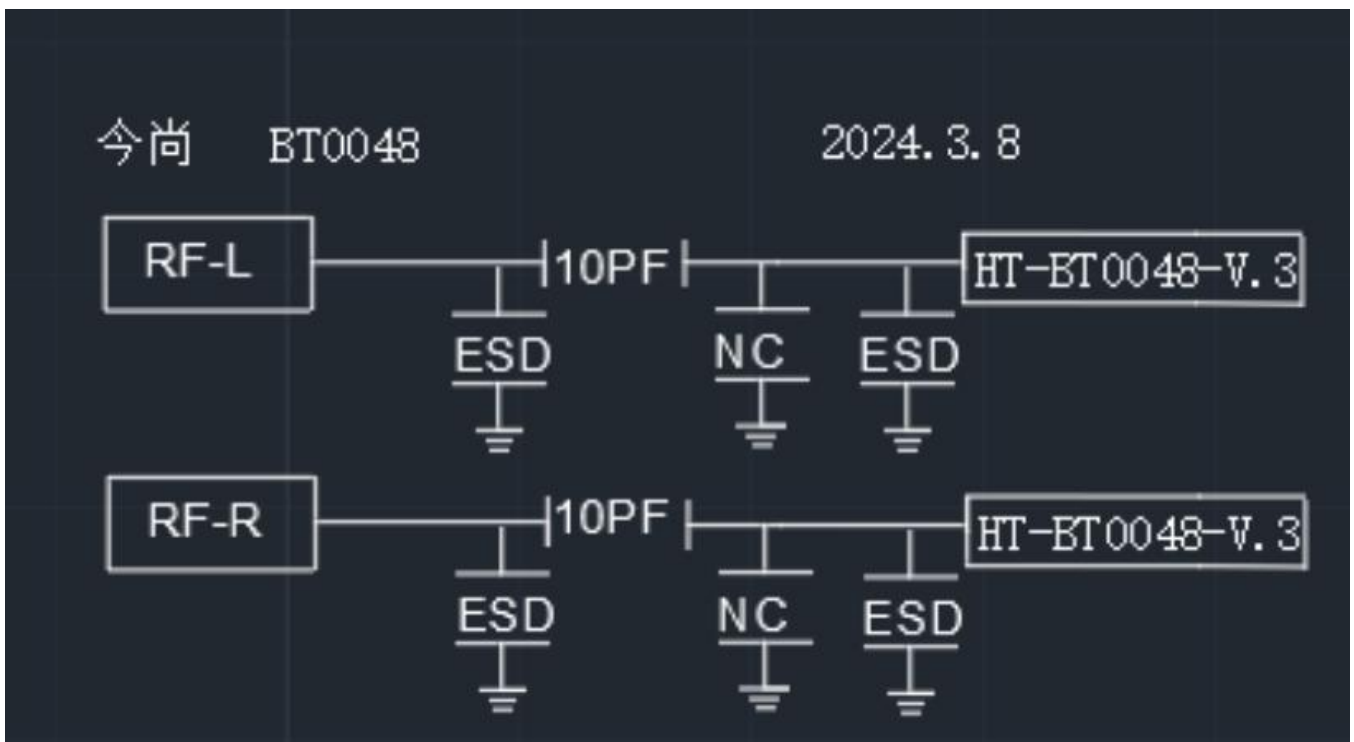 今尚 BT0048 2024.3.8
RF-L 10PF HT-BT0048-V.3
ESD NC ESD
RF-R 10PF HT-BT0048-V.3
ESD NC ESD